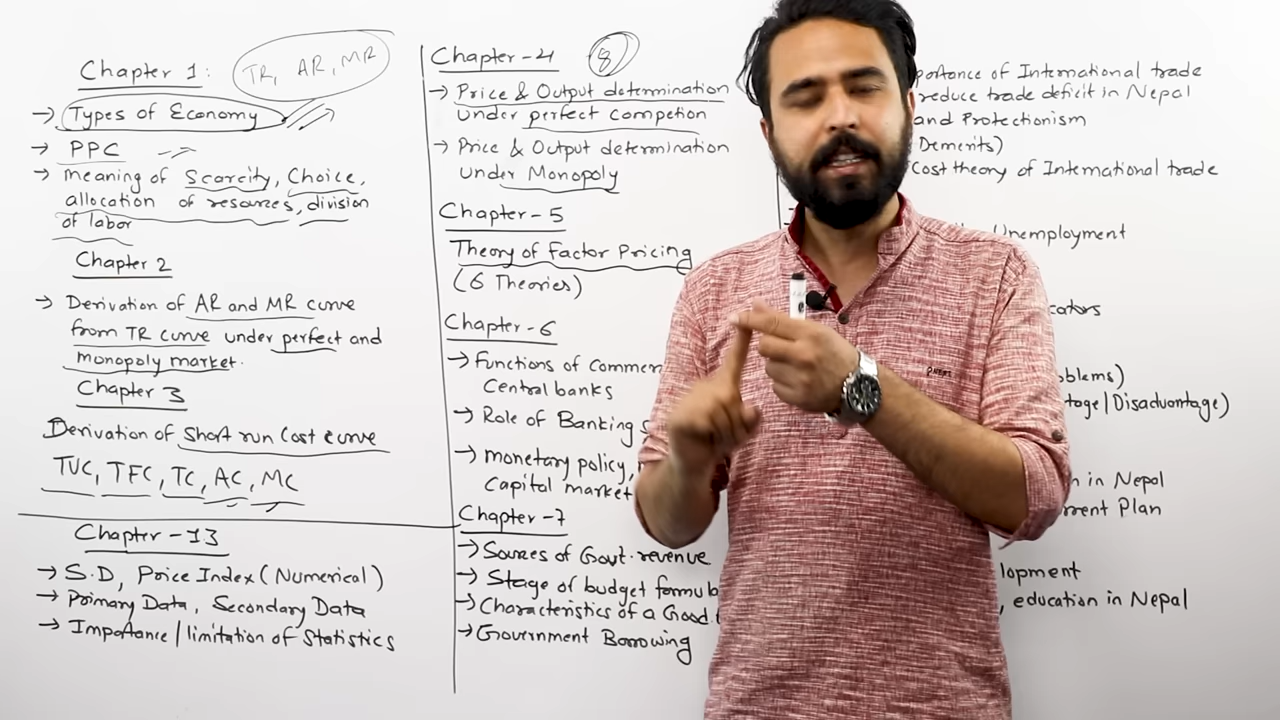 Chapter 1:
TR, AR, MR
→ Types of Economy
→ PPC
→ Meaning of Scarcity, Choice,
allocation of resources, division
of labor
Chapter 2
→ Derivation of AR and MR curve
from TR curve under perfect and
monopoly market.
Chapter 3
Derivation of Short run Cost curve
TVC, TFC, TC, AC, MC
Chapter -13
→ S.D, Price Index (Numerical)
→ Primary Data, Secondary Data
→ Importance/limitation of Statistics
Chapter-4
8
→ Price & Output determination
under perfect competion
→ Price & Output determination
under Monopoly
Chapter-5
Theory of Factor Pricing
(6 Theories)
Chapter-6
→ Functions of Commer
Central banks
→ Role of Banking
→ monetary policy,
Capital market
Chapter-7
→ Sources of Govt. revenue
→ Stage of budget formula
→ Characteristics of a Good
→ Government Borrowing
portance of International trade
reduce trade deficit in Nepal
and Protectionism
Demerits)
Cost theory of International trade
Unemployment
cators
oblems)
tage/Disadvantage)
in Nepal
rrent Plan
lopment
, education in Nepal